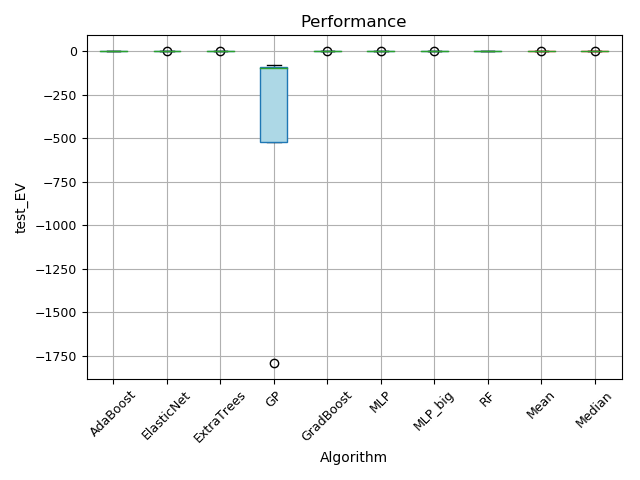 Performance
test_EV
0
−250
−500
−750
−1000
−1250
−1500
−1750
AdaBoost
ElasticNet
ExtraTrees
GP
GradBoost
MLP
MLP_big
RF
Mean
Median
Algorithm